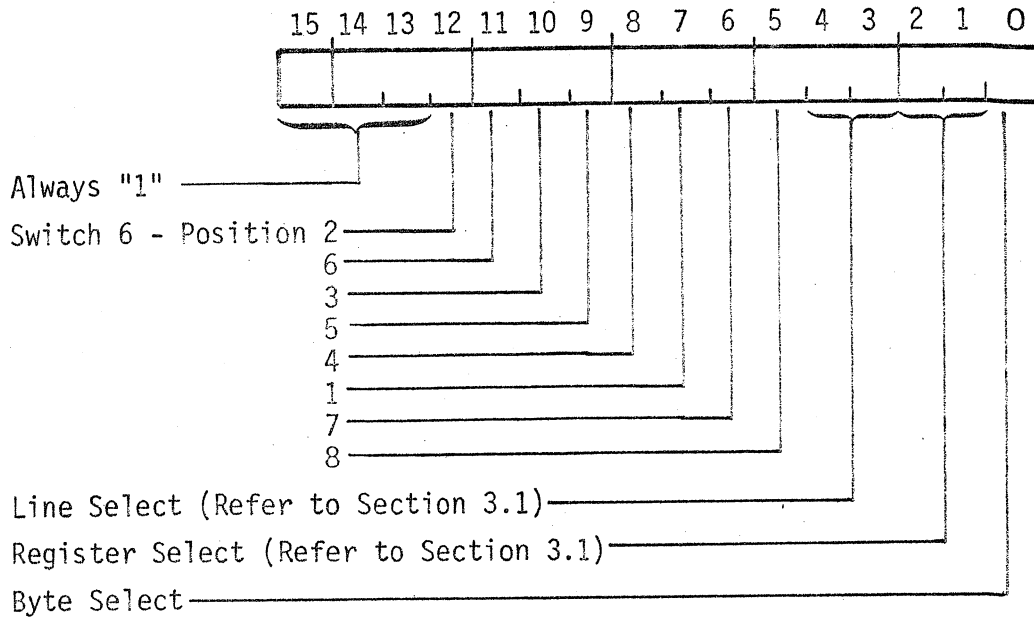 15 14 13 12 11 10 9 8 7 6 5 4 3 2 1 0
Always "1"
Switch 6 - Position 2
6
3
5
4
1
7
8
Line Select (Refer to Section 3.1)
Register Select (Refer to Section 3.1)
Byte Select